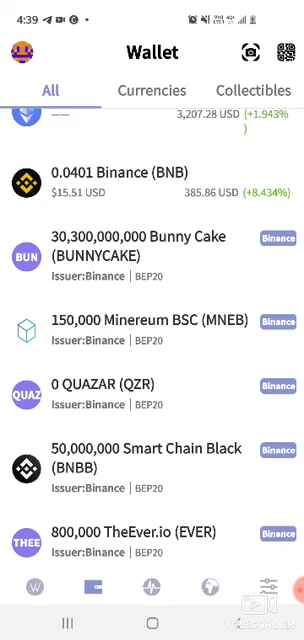 4:39
Wallet
All Currencies Collectibles
3,207.28 USD (+1.943%
)
0.0401 Binance (BNB)
$15.51 USD 385.86 USD (+8.434%)
BUN
30,300,000,000 Bunny Cake
(BUNNYCAKE)
Binance
Issuer:Binance | BEP20
150,000 Minereum BSC (MNEB)
Binance
Issuer:Binance | BEP20
QUAZ
0 QUAZAR (QZR)
Binance
Issuer:Binance | BEP20
50,000,000 Smart Chain Black
(BNBB)
Binance
Issuer:Binance | BEP20
THEE
800,000 TheEver.io (EVER)
Binance
Issuer:Binance | BEP20
W